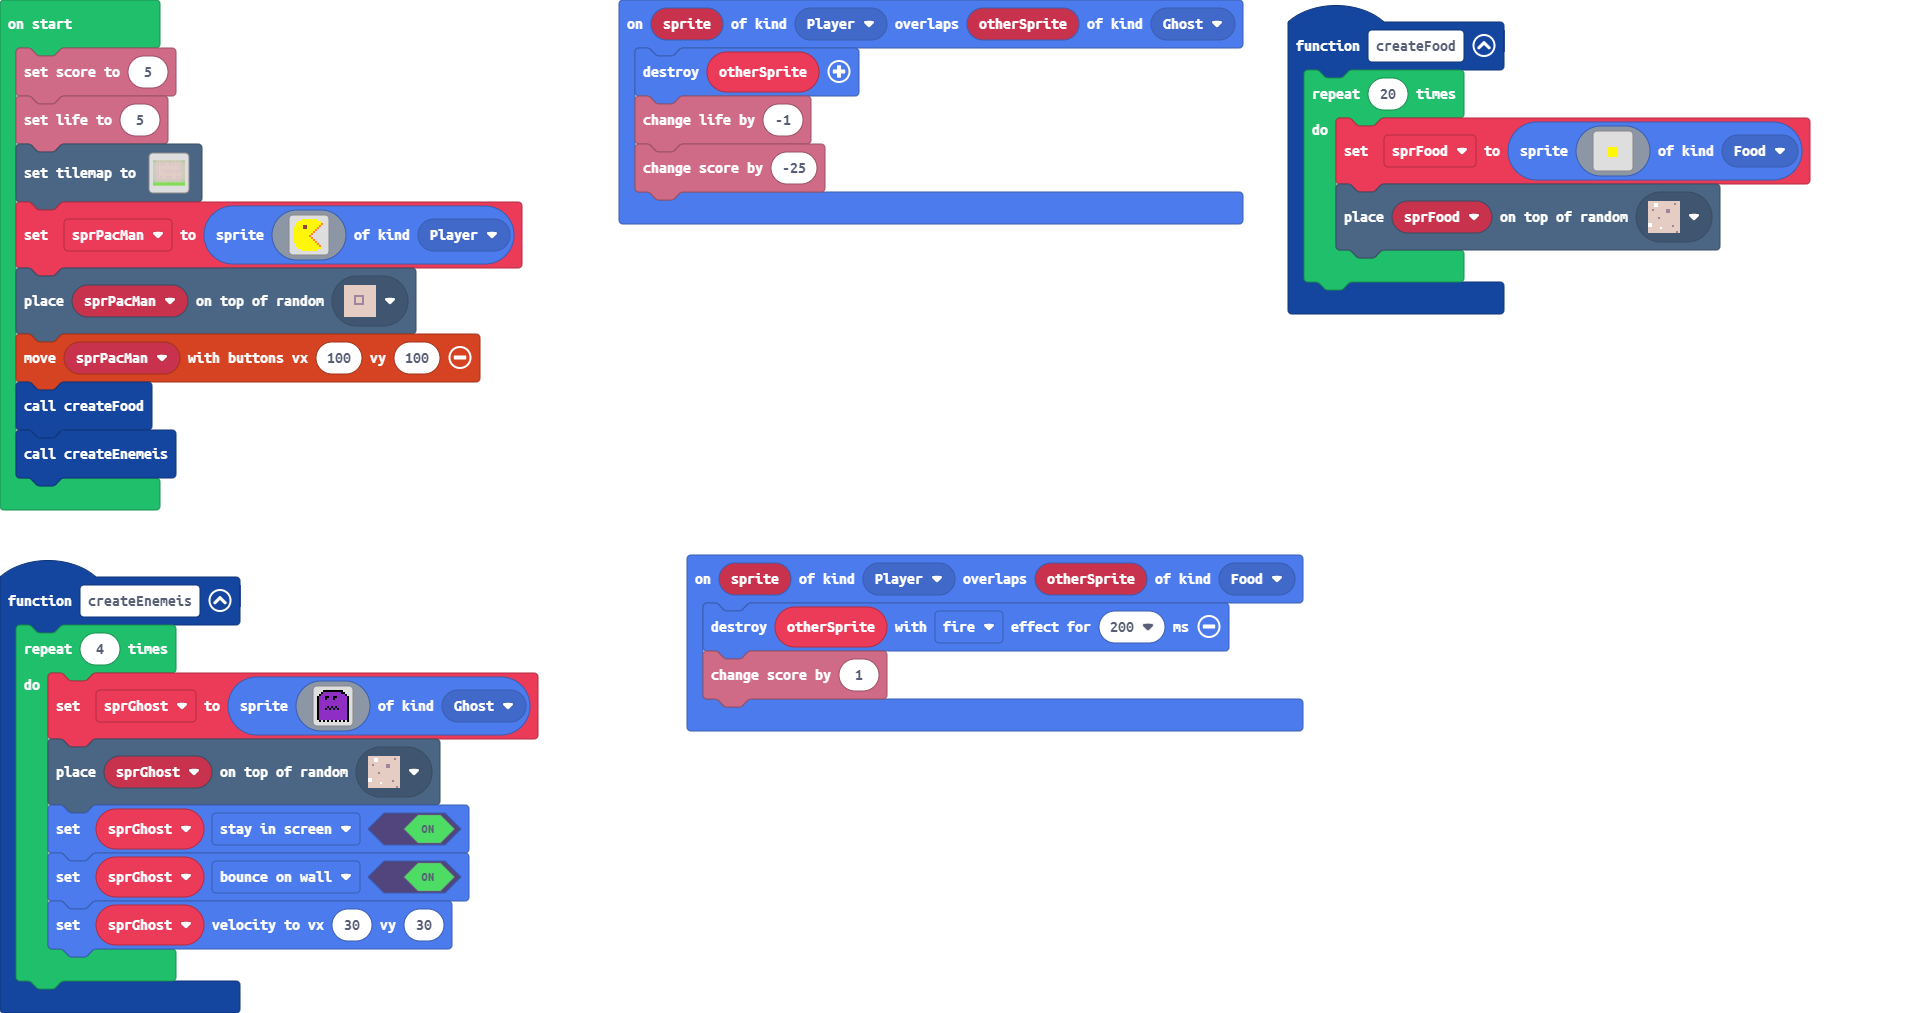 on start
set score to 5
set life to 5
set tilemap to
set sprPacMan to sprite of kind Player
place sprPacMan on top of random
move sprPacMan with buttons vx 100 vy 100
call createFood
call createEnemeis
on sprite of kind Player overlaps otherSprite of kind Ghost
destroy otherSprite
change life by -1
change score by -25
function createFood
repeat 20 times
do
set sprFood to sprite of kind Food
place sprFood on top of random
function createEnemeis
repeat 4 times
do
set sprGhost to sprite of kind Ghost
place sprGhost on top of random
set sprGhost stay in screen ON
set sprGhost bounce on wall ON
set sprGhost velocity to vx 30 vy 30
on sprite of kind Player overlaps otherSprite of kind Food
destroy otherSprite with fire effect for 200 ms
change score by 1